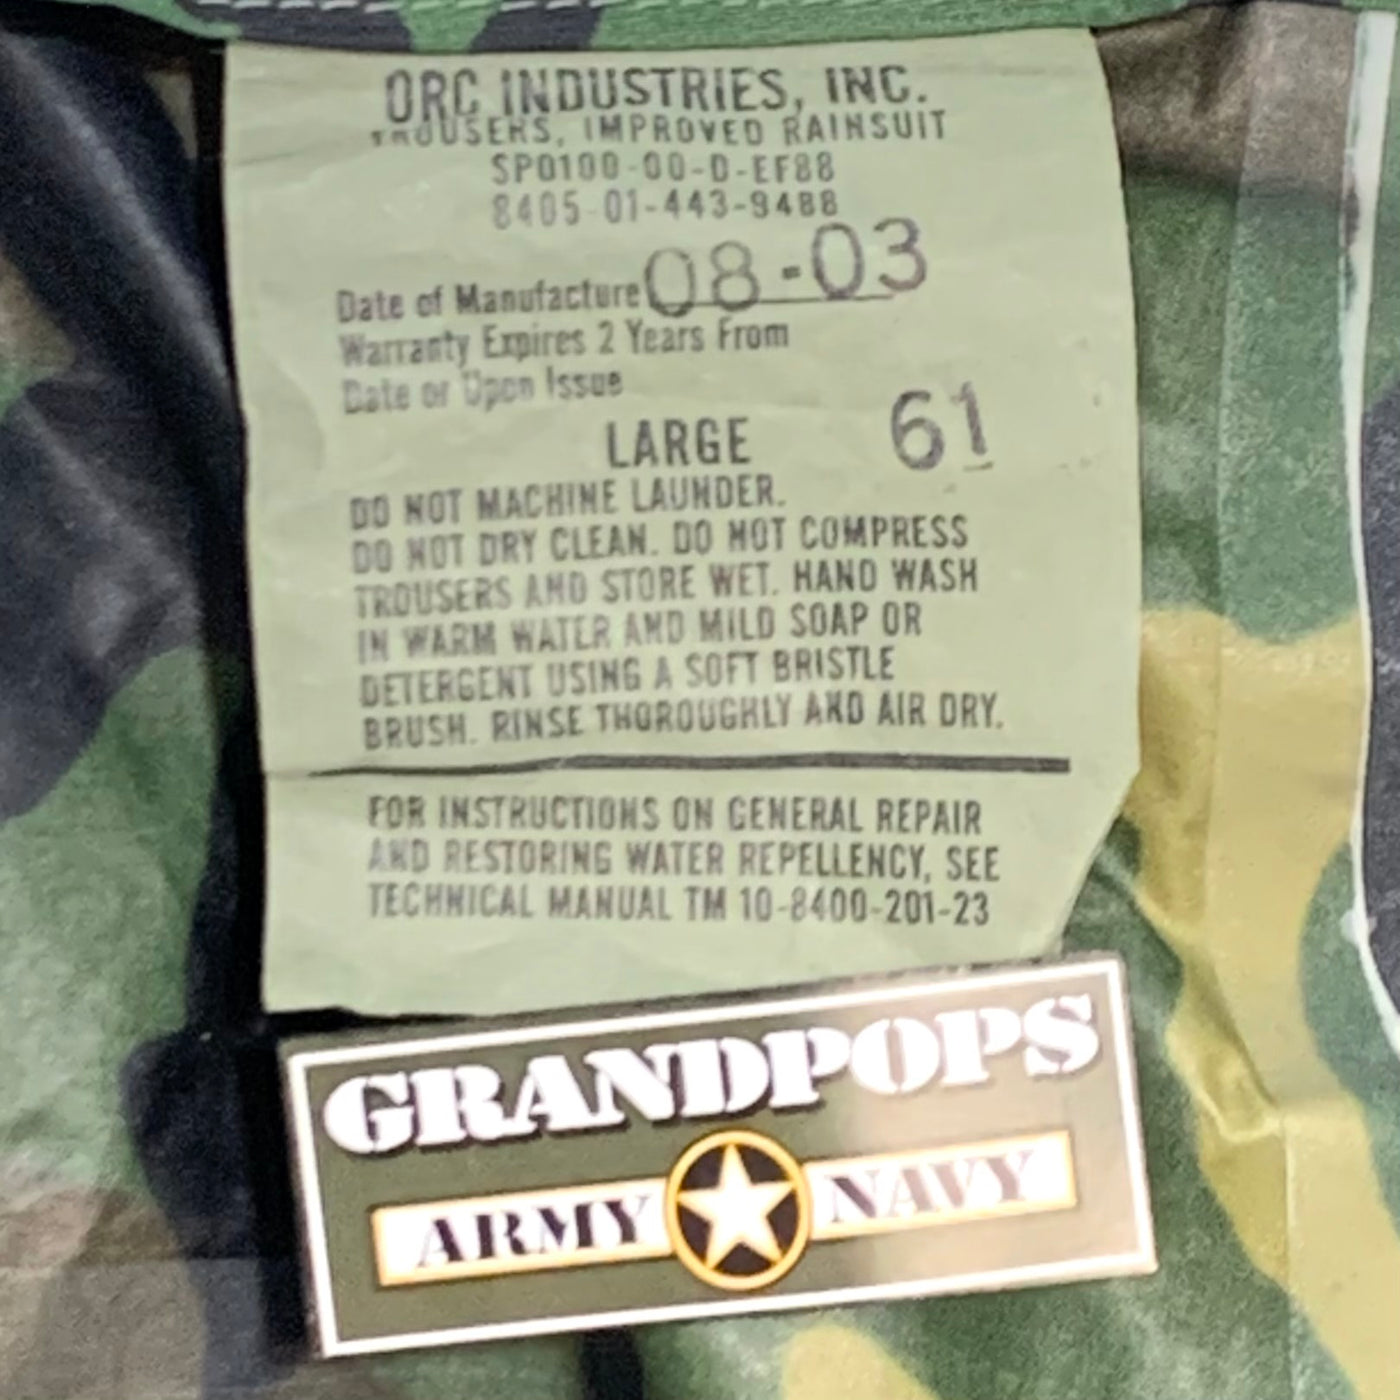 ORC INDUSTRIES, INC.
TROUSERS, IMPROVED RAINSUIT
SP0100-00-D-EF88
8405-01-443-9488
Date of Manufacture 08-03
Warranty Expires 2 Years From
Date or Upon Issue
LARGE 61
DO NOT MACHINE LAUNDER.
DO NOT DRY CLEAN. DO NOT COMPRESS
TROUSERS AND STORE WET. HAND WASH
IN WARM WATER AND MILD SOAP OR
DETERGENT USING A SOFT BRISTLE
BRUSH. RINSE THOROUGHLY AND AIR DRY.
FOR INSTRUCTIONS ON GENERAL REPAIR
AND RESTORING WATER REPELLENCY, SEE
TECHNICAL MANUAL TM 10-8400-201-23
GRANDPOPS
ARMY NAVY